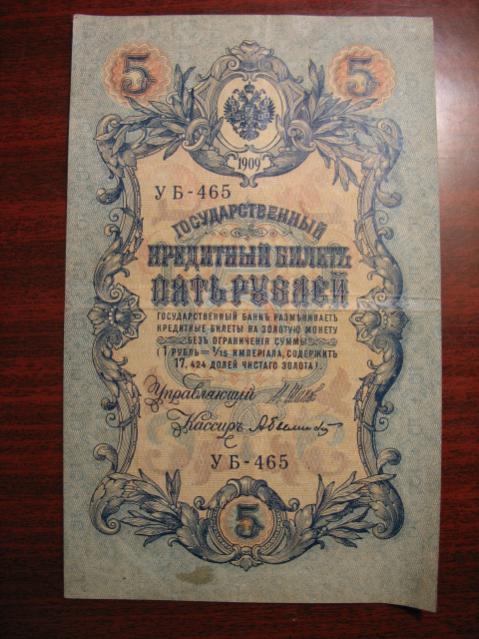 5 5
1909
УБ-465
ГОСУДАРСТВЕННЫЙ
КРЕДИТНЫЙ БИЛЕТЪ
ПЯТЬ РУБЛЕЙ
ГОСУДАРСТВЕННЫЙ БАНКЪ РАЗМѢНИВАЕТЪ
КРЕДИТНЫЕ БИЛЕТЫ НА ЗОЛОТУЮ МОНЕТУ
БЕЗЪ ОГРАНИЧЕНІЯ СУММЫ
(1 РУБЛЬ = 1/15 ИМПЕРІАЛА, СОДЕРЖИТЪ
17,424 ДОЛЕЙ ЧИСТАГО ЗОЛОТА).
Управляющій
Кассиръ
УБ-465
5